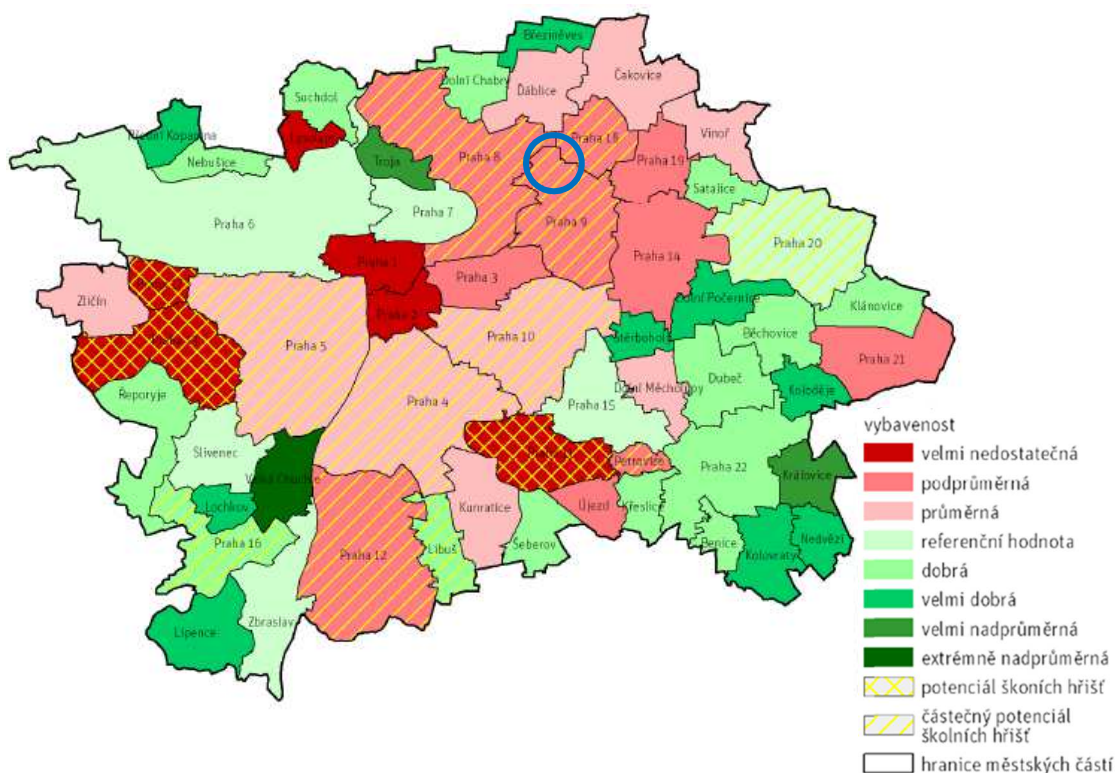 Březiněves
Čakovice
Dolní Chabry
Ďáblice
Suchdol
Vinoř
Praha 18
Praha 8
Praha 19
Nebušice
Troja
Satalice
Praha 6
Praha 7
Praha 9
Praha 20
Praha 1
Praha 14
Praha 3
Zličín
Dolní Počernice
Klánovice
Praha 2
Štěrboholy
Běchovice
Praha 5
Praha 10
Praha 21
Dubeč
Koloděje
Řeporyje
Praha 4
Dolní Měcholupy
Praha 15
Slivenec
Petrovice
Praha 22
Královice
Lochkov
Kunratice
Újezd
Křeslice
Praha 16
Praha 12
Libuš
Šeberov
Benice
Kolovraty
Nedvězí
Zbraslav
Lipence
vybavenost
velmi nedostatečná
podprůměrná
průměrná
referenční hodnota
dobrá
velmi dobrá
velmi nadprůměrná
extrémně nadprůměrná
potenciál škoních hřišť
částečný potenciál
školních hřišť
hranice městských částí